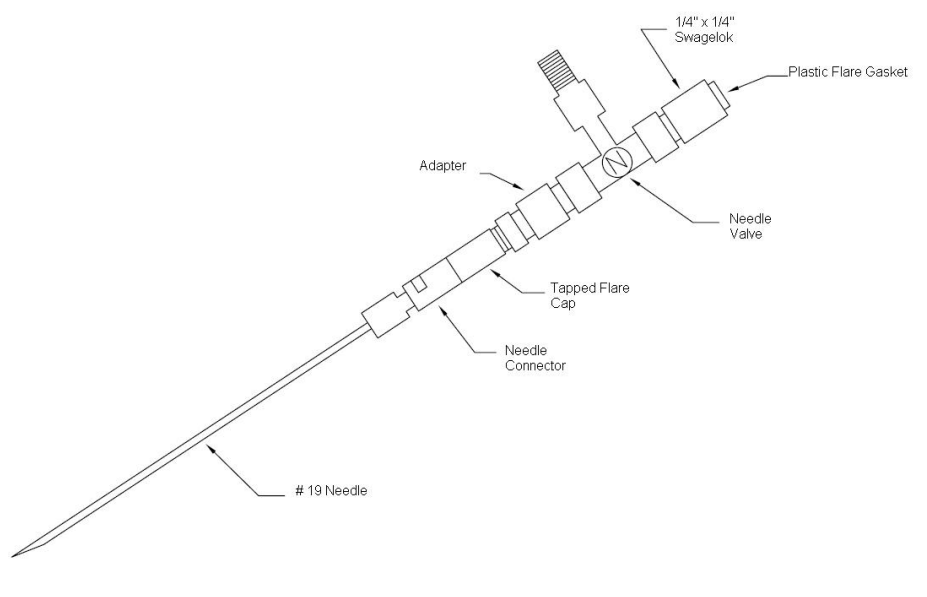 1/4" x 1/4"
Swagelok
Plastic Flare Gasket
Adapter
N
Needle
Valve
Tapped Flare
Cap
Needle
Connector
# 19 Needle